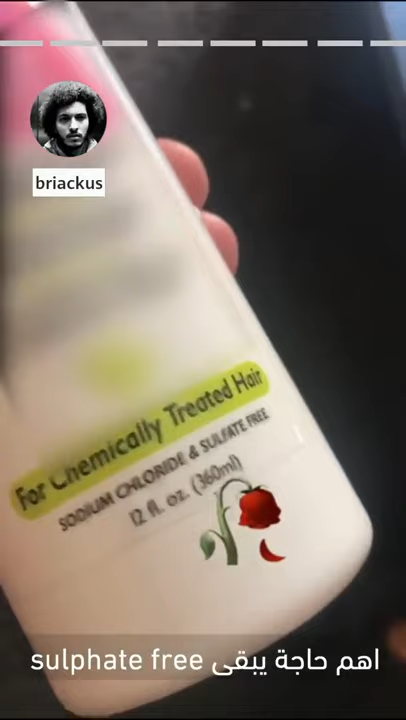 briackus
For Chemically Treated Hair
SODIUM CHLORIDE & SULFATE FREE
12 fl. oz. (360ml)
اهم حاجة يبقى sulphate free